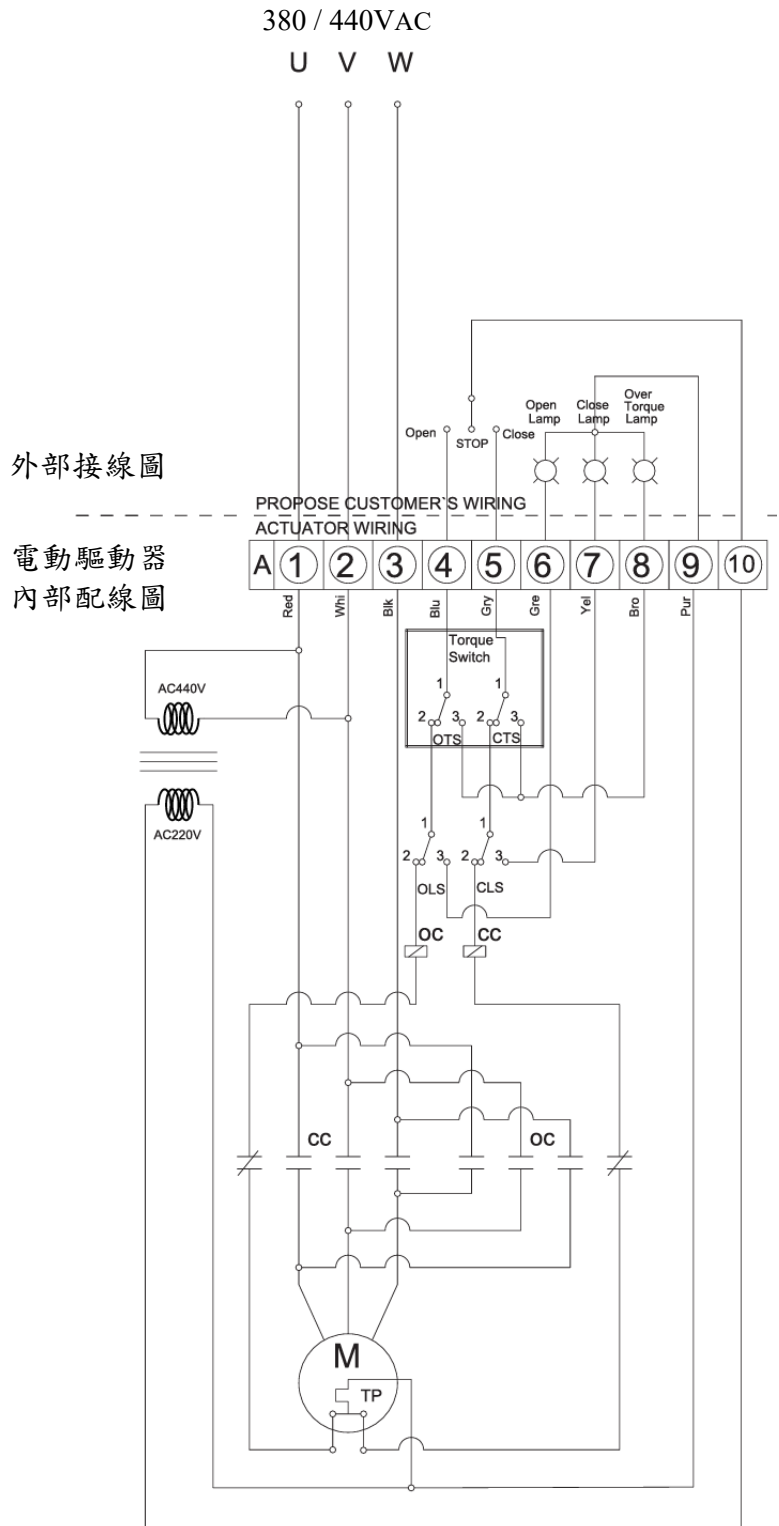 380 / 440VAC
U V W
Open
Lamp
Close
Lamp
Over
Torque
Lamp
Open
STOP
Close
外部接線圖
PROPOSE CUSTOMER`S WIRING
ACTUATOR WIRING
電動驅動器
內部配線圖
A 1 2 3 4 5 6 7 8 9 10
Red Whi Blk Blu Gry Gre Yel Bro Pur
Torque
Switch
AC440V
1 1
2 3 2 3
OTS CTS
AC220V
1 1
2 3 2 3
OLS CLS
OC CC
CC OC
M
TP